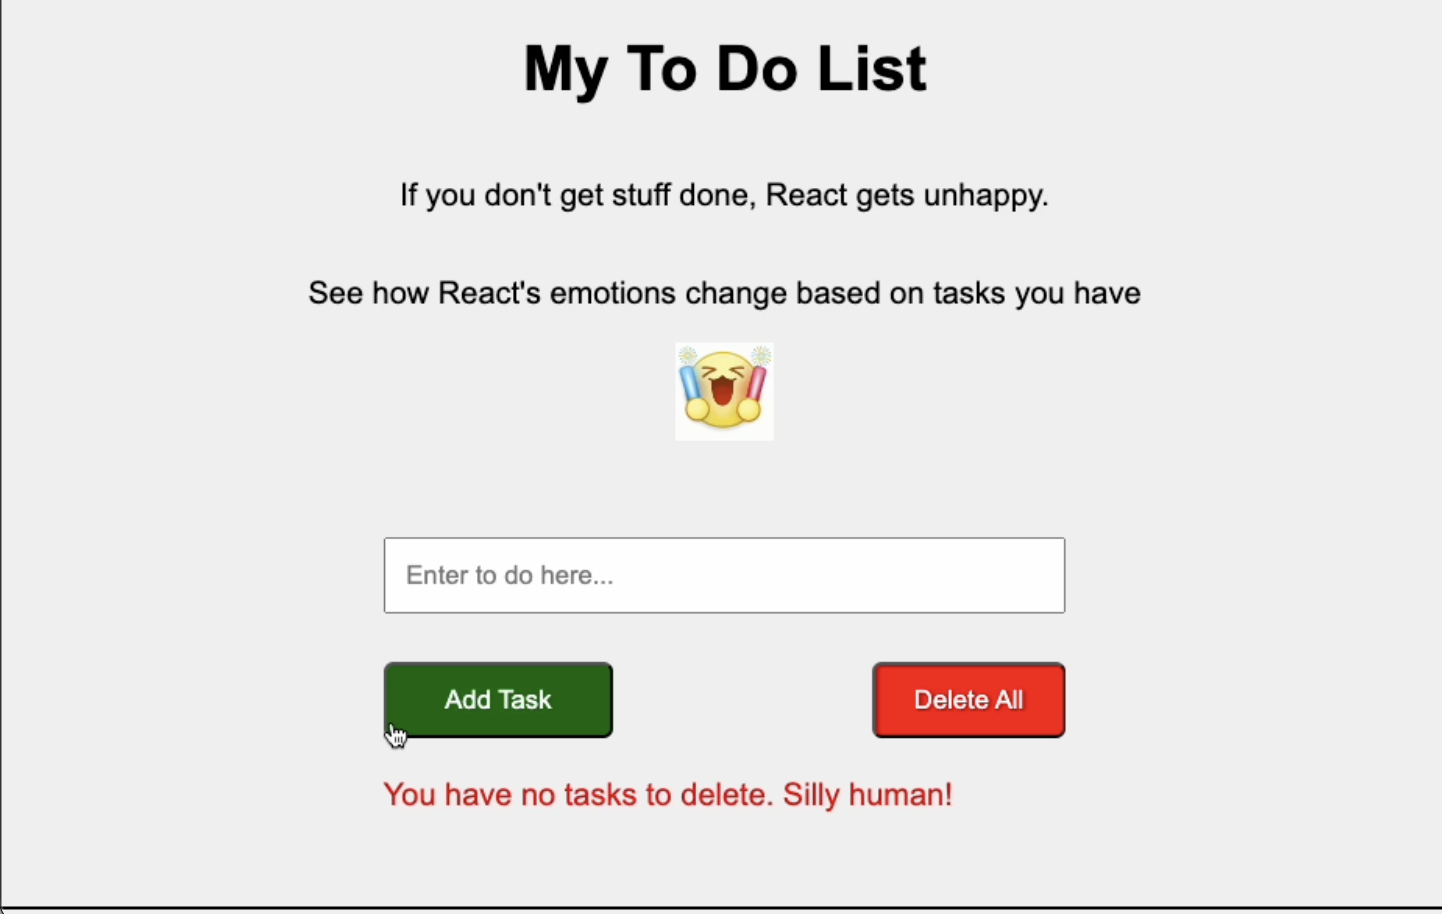 My To Do List
If you don't get stuff done, React gets unhappy.
See how React's emotions change based on tasks you have
Enter to do here...
Add Task
Delete All
You have no tasks to delete. Silly human!